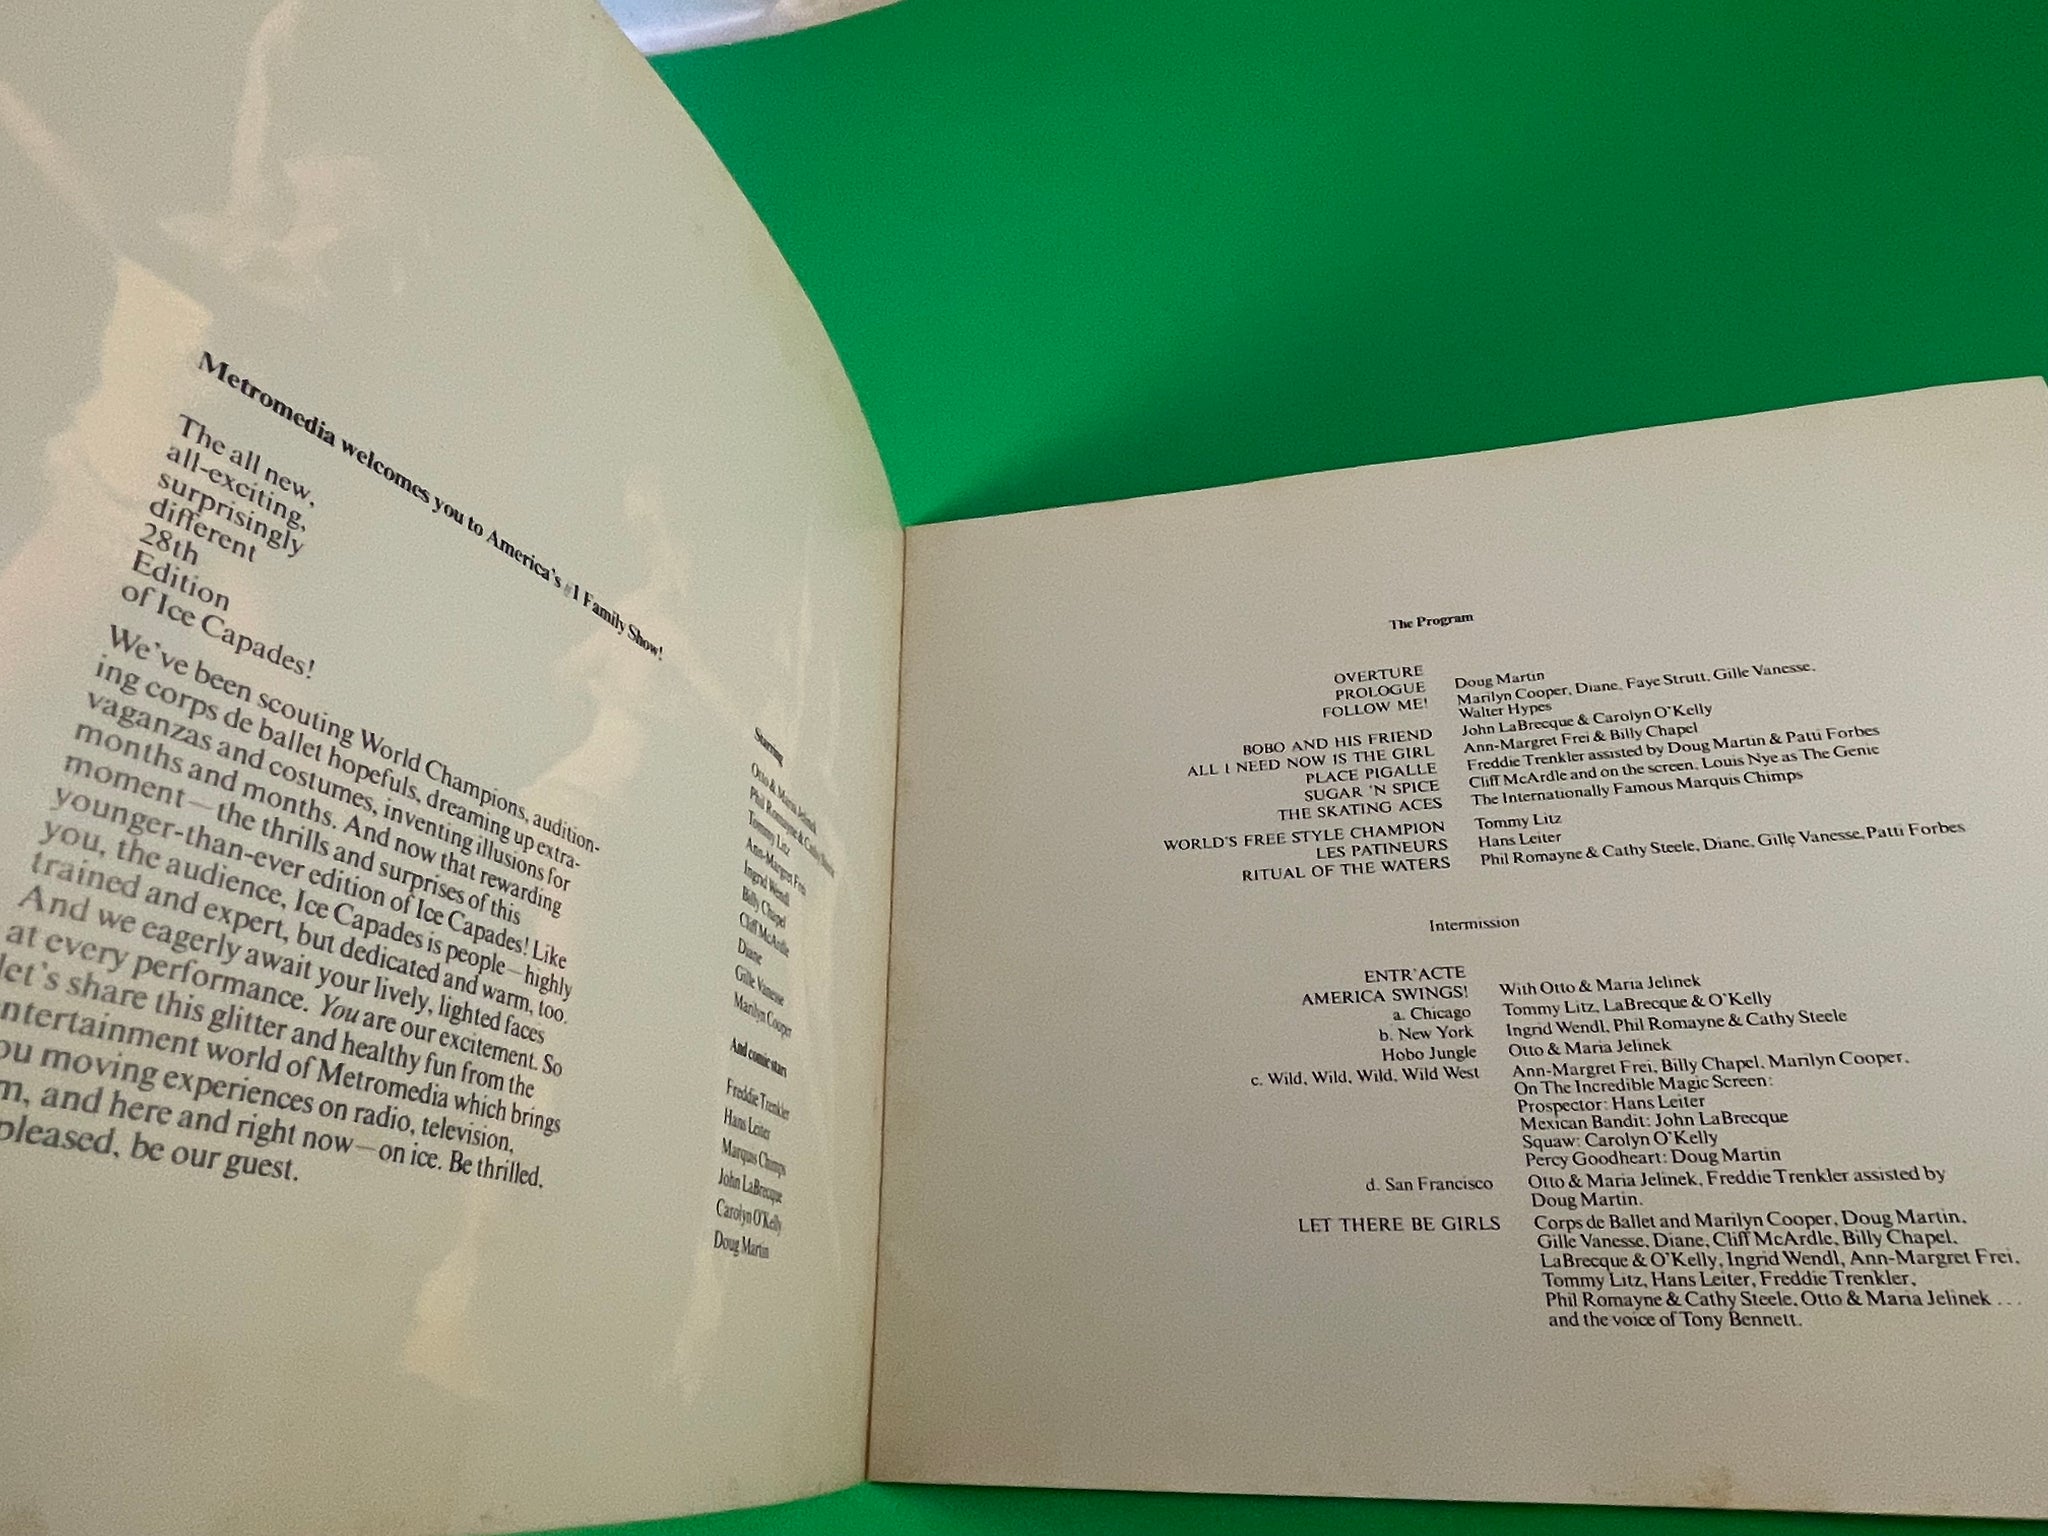 Metromedia welcomes you to America's #1 Family Show!
The all new,
all-exciting,
surprisingly
different
28th
Edition
of Ice Capades!
We've been scouting World Champions, audition-
ing corps de ballet hopefuls, dreaming up extra-
vaganzas and costumes, inventing illusions for
months and months. And now that rewarding
moment—the thrills and surprises of this
younger-than-ever edition of Ice Capades! Like
you, the audience, Ice Capades is people—highly
trained and expert, but dedicated and warm, too.
And we eagerly await your lively, lighted faces
at every performance. You are our excitement. So
let's share this glitter and healthy fun from the
ntertainment world of Metromedia which brings
ou moving experiences on radio, television,
m, and here and right now—on ice. Be thrilled,
pleased, be our guest.
Starring
Otto & Maria Jelinek
Phil Romayne & Cathy Steele
Tommy Litz
Ann-Margret Frei
Ingrid Wendl
Billy Chapel
Cliff McArdle
Diane
Gille Vanesse
Marilyn Cooper
And comic stars
Freddie Trenkler
Hans Leiter
Marquis Chimps
John LaBrecque
Carolyn O'Kelly
Doug Martin
The Program
OVERTURE
PROLOGUE Doug Martin
FOLLOW ME! Marilyn Cooper, Diane, Faye Strutt, Gille Vanesse,
Walter Hypes
BOBO AND HIS FRIEND John LaBrecque & Carolyn O'Kelly
ALL I NEED NOW IS THE GIRL Ann-Margret Frei & Billy Chapel
PLACE PIGALLE Freddie Trenkler assisted by Doug Martin & Patti Forbes
SUGAR 'N SPICE Cliff McArdle and on the screen, Louis Nye as The Genie
THE SKATING ACES The Internationally Famous Marquis Chimps
WORLD'S FREE STYLE CHAMPION Tommy Litz
LES PATINEURS Hans Leiter
RITUAL OF THE WATERS Phil Romayne & Cathy Steele, Diane, Gille Vanesse, Patti Forbes
Intermission
ENTR'ACTE
AMERICA SWINGS! With Otto & Maria Jelinek
a. Chicago Tommy Litz, LaBrecque & O'Kelly
b. New York Ingrid Wendl, Phil Romayne & Cathy Steele
Hobo Jungle Otto & Maria Jelinek
c. Wild, Wild, Wild, Wild West Ann-Margret Frei, Billy Chapel, Marilyn Cooper,
On The Incredible Magic Screen:
Prospector: Hans Leiter
Mexican Bandit: John LaBrecque
Squaw: Carolyn O'Kelly
Percy Goodheart: Doug Martin
d. San Francisco Otto & Maria Jelinek, Freddie Trenkler assisted by
Doug Martin.
LET THERE BE GIRLS Corps de Ballet and Marilyn Cooper, Doug Martin,
Gille Vanesse, Diane, Cliff McArdle, Billy Chapel,
LaBrecque & O'Kelly, Ingrid Wendl, Ann-Margret Frei,
Tommy Litz, Hans Leiter, Freddie Trenkler,
Phil Romayne & Cathy Steele, Otto & Maria Jelinek . . .
and the voice of Tony Bennett.